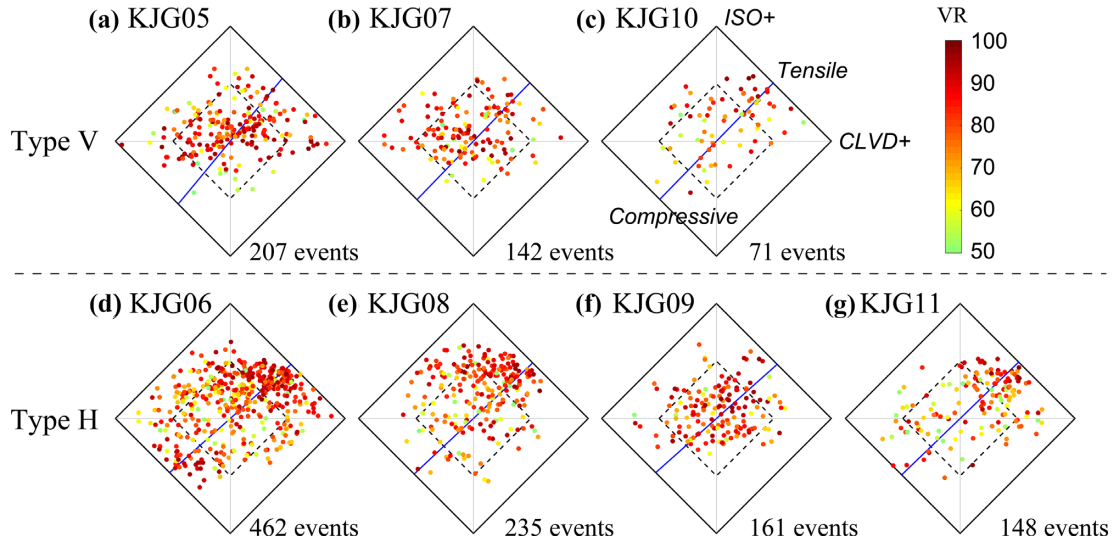 (a) KJG05
(b) KJG07
(c) KJG10
ISO+
VR
Tensile
100
90
80
70
60
50
Type V
CLVD+
Compressive
207 events
142 events
71 events
(d) KJG06
(e) KJG08
(f) KJG09
(g) KJG11
Type H
462 events
235 events
161 events
148 events